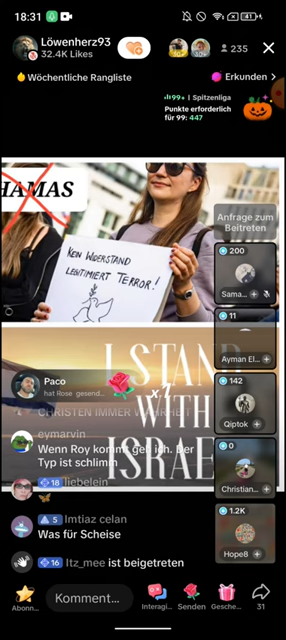 18:31
41
Löwenherz93
32.4K Likes
235
Wöchentliche Rangliste
Erkunden
99+ | Spitzenliga
Punkte erforderlich
für 99: 447
HAMAS
KEIN WIDERSTAND
LEGITIMIERT TERROR!
Anfrage zum
Beitreten
200
Sama...
11
Ayman El...
142
Qiptok
0
Christian...
1.2K
Hope8
I STAND
WITH
ISRAEL
Paco
hat Rose gesend...
x1
CHRISTEN IMMER WAHRHEIT
eymarvin
Wenn Roy kommt geh ich. Der
Typ ist schlimm
18 liebelein
5 Imtiaz celan
Was für Scheise
16 Itz_mee ist beigetreten
Kommen...
Abonn...
Interagi...
Senden
Gesche...
31